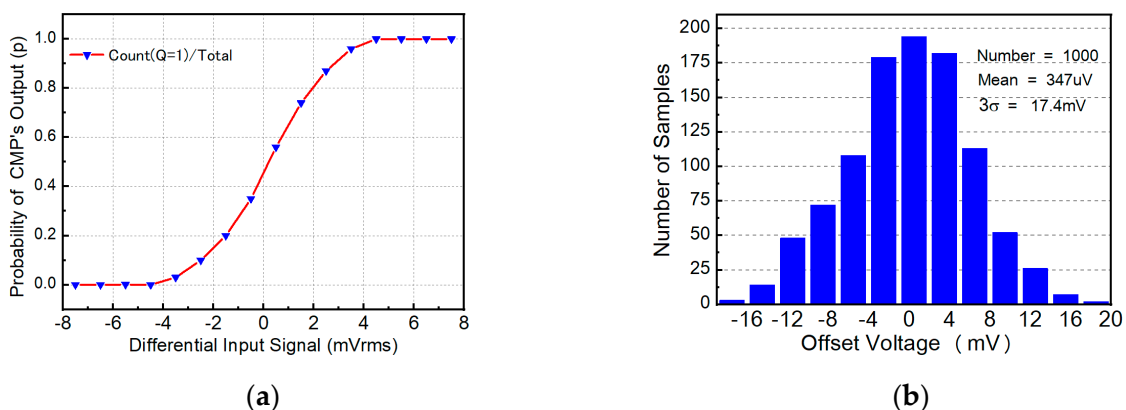 Probability of CMP's Output (p)
1.0
0.8
0.6
0.4
0.2
0.0
Count(Q=1)/Total
-8 -6 -4 -2 0 2 4 6 8
Differential Input Signal (mVrms)
(a)
Number of Samples
200
175
150
125
100
75
50
25
0
Number = 1000
Mean = 347uV
3σ = 17.4mV
-16 -12 -8 -4 0 4 8 12 16 20
Offset Voltage (mV)
(b)